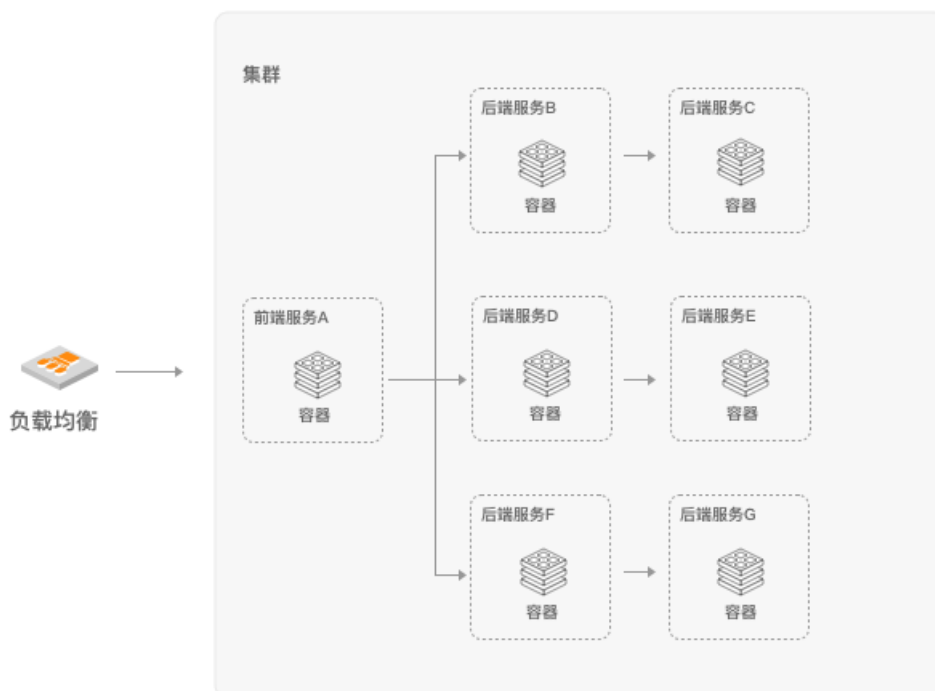 集群
后端服务B
容器
后端服务C
容器
前端服务A
容器
后端服务D
容器
后端服务E
容器
负载均衡
后端服务F
容器
后端服务G
容器